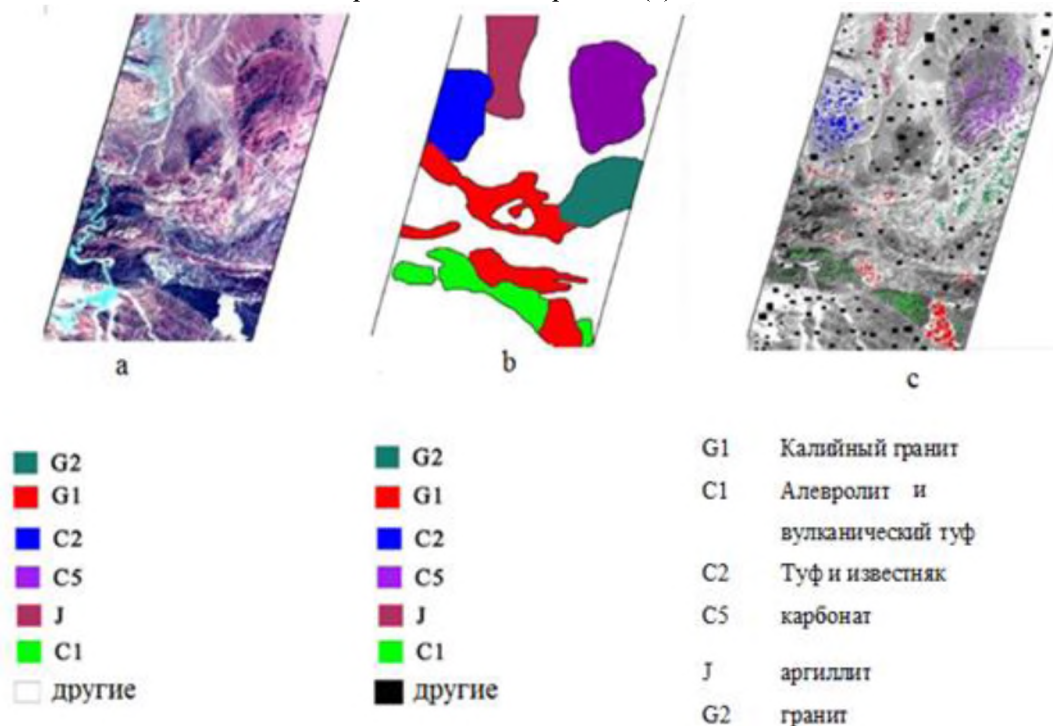 a
b
c
G2
G1
C2
C5
J
C1
другие
G2
G1
C2
C5
J
C1
другие
G1 Калийный гранит
C1 Алевролит и
вулканический туф
C2 Туф и известняк
C5 карбонат
J аргиллит
G2 гранит